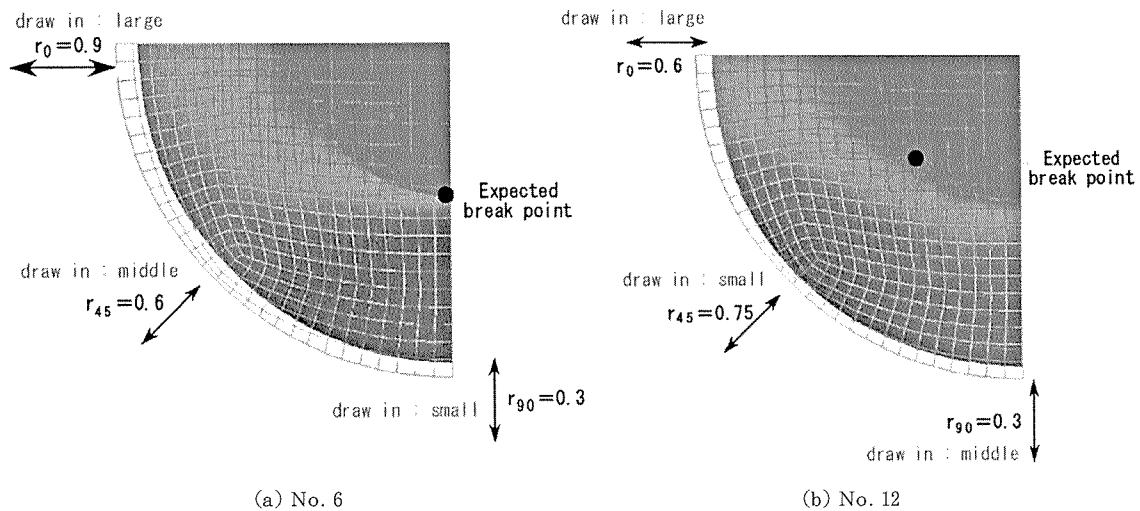 draw in : large
r₀=0.9
Expected
break point
draw in : middle
r₄₅=0.6
r₉₀=0.3
draw in : small
(a) No. 6
draw in : large
r₀=0.6
Expected
break point
draw in : small
r₄₅=0.75
r₉₀=0.3
draw in : middle
(b) No. 12